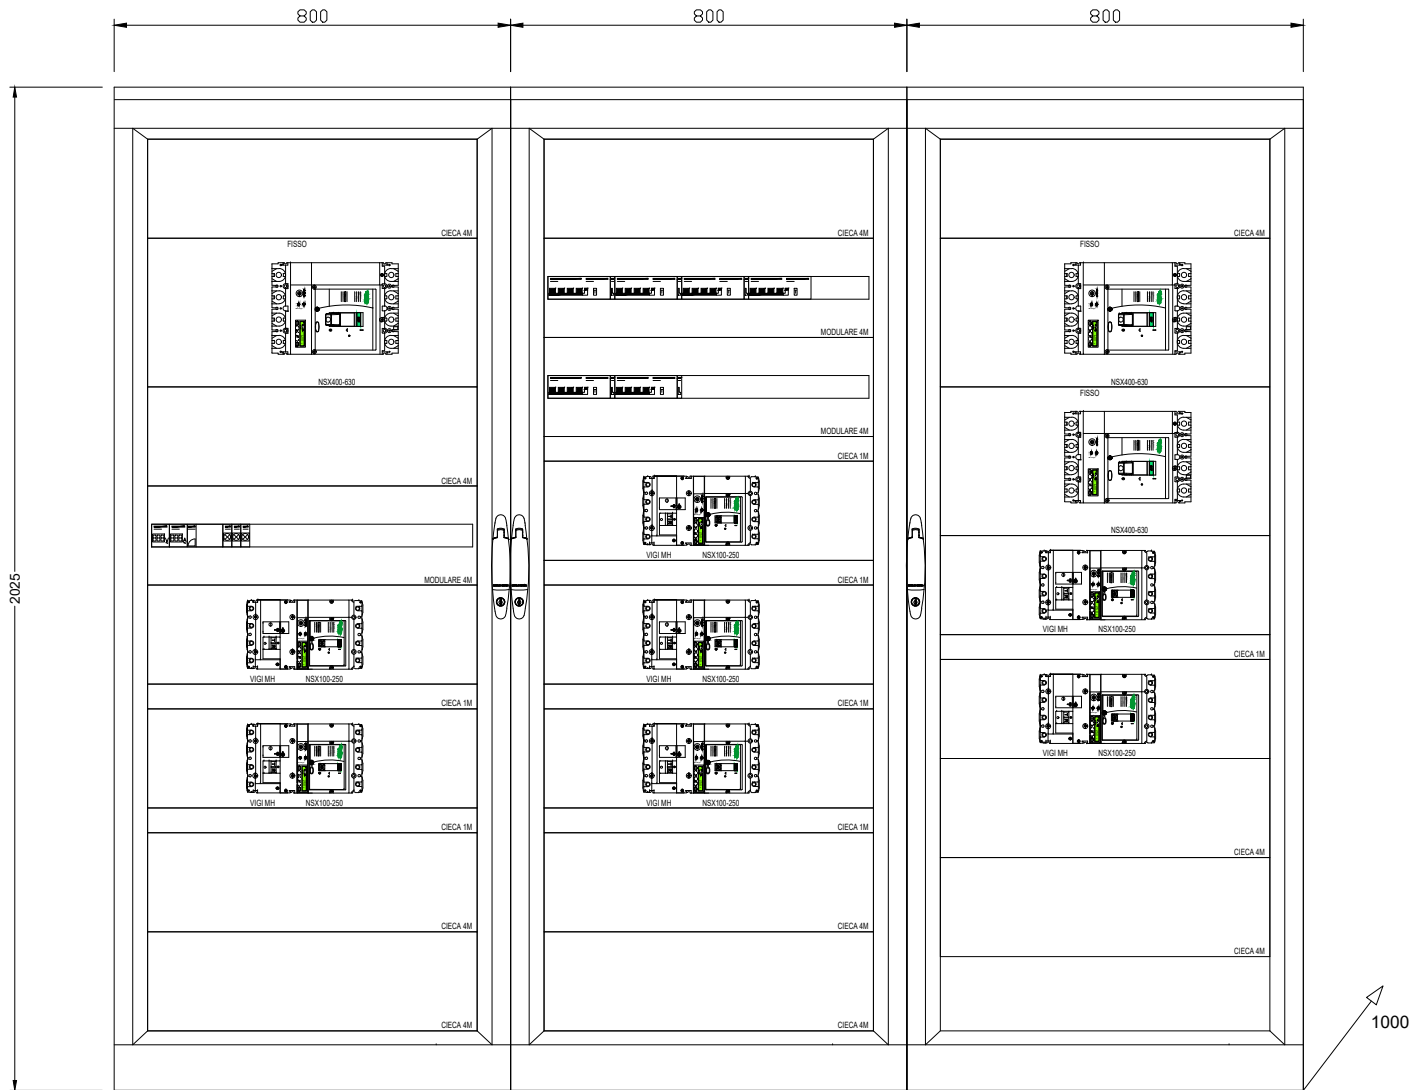 800
800
800
2025
1000
CIECA 4M
FISSO
NSX400-630
CIECA 4M
MODULARE 4M
VIGI MH NSX100-250
CIECA 1M
VIGI MH NSX100-250
CIECA 1M
CIECA 4M
CIECA 4M
CIECA 4M
MODULARE 4M
MODULARE 4M
CIECA 1M
VIGI MH NSX100-250
CIECA 1M
VIGI MH NSX100-250
CIECA 1M
VIGI MH NSX100-250
CIECA 1M
CIECA 4M
CIECA 4M
CIECA 4M
FISSO
NSX400-630
FISSO
NSX400-630
VIGI MH NSX100-250
CIECA 1M
VIGI MH NSX100-250
CIECA 4M
CIECA 4M